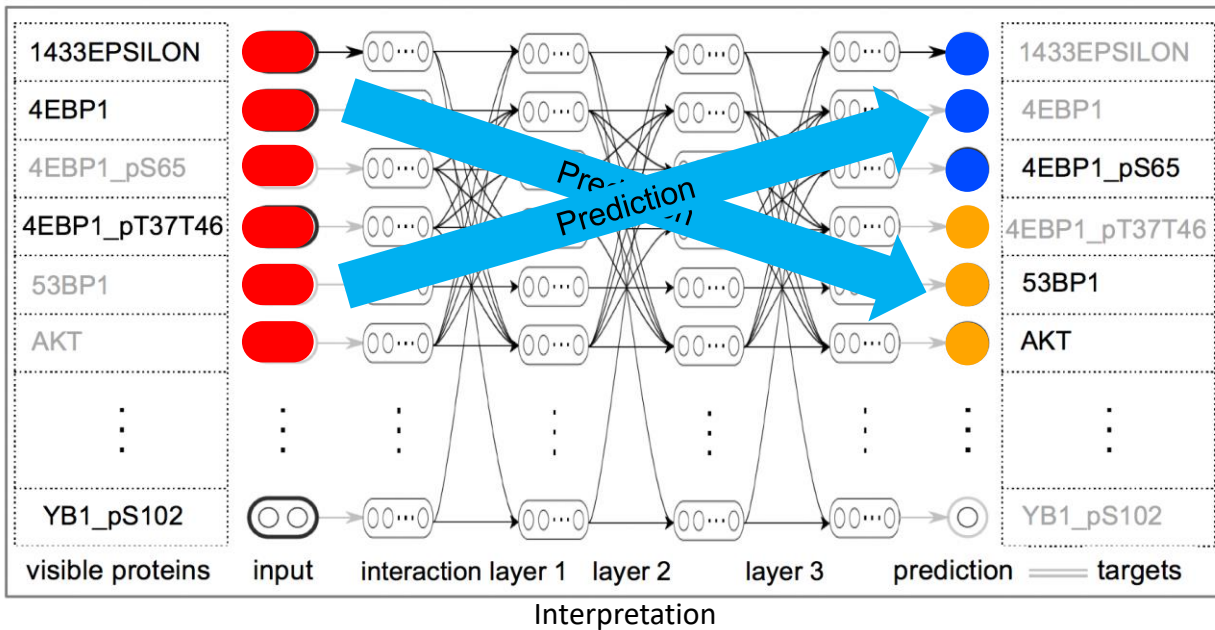 1433EPSILON
4EBP1
4EBP1_pS65
4EBP1_pT37T46
53BP1
AKT
YB1_pS102
Prediction
Prediction
1433EPSILON
4EBP1
4EBP1_pS65
4EBP1_pT37T46
53BP1
AKT
YB1_pS102
visible proteins input interaction layer 1 layer 2 layer 3 prediction targets
Interpretation